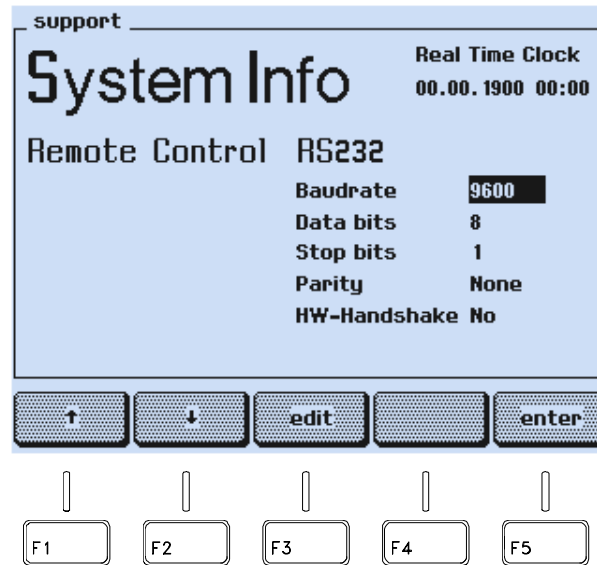 support
System Info
Real Time Clock
00.00.1900 00:00
Remote Control RS232
Baudrate 9600
Data bits 8
Stop bits 1
Parity None
HW-Handshake No
↑ ↓ edit enter
F1 F2 F3 F4 F5